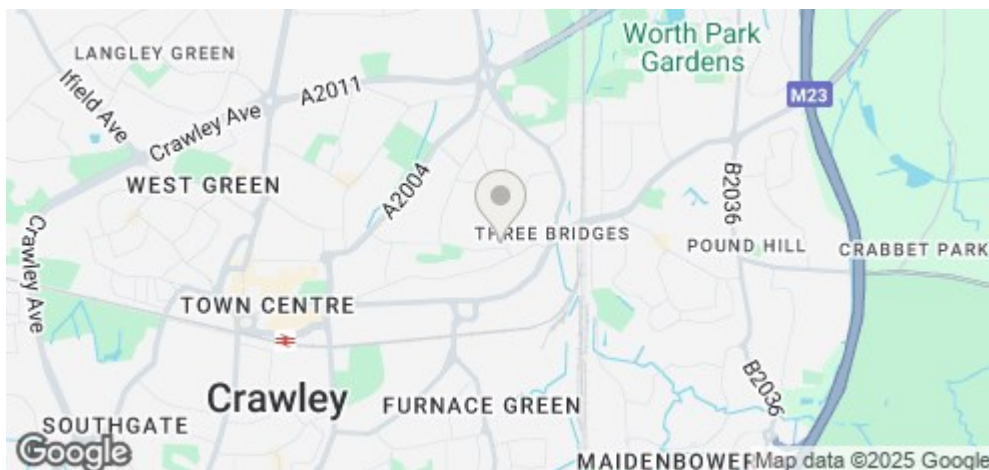 LANGLEY GREEN
Worth Park
Gardens
Ifield Ave
A2011
M23
Crawley Ave
WEST GREEN
A2004
B2036
THREE BRIDGES
POUND HILL
CRABBET PARK
Crawley Ave
TOWN CENTRE
B2036
Crawley
FURNACE GREEN
SOUTHGATE
Google
MAIDENBOWER
Map data ©2025 Google